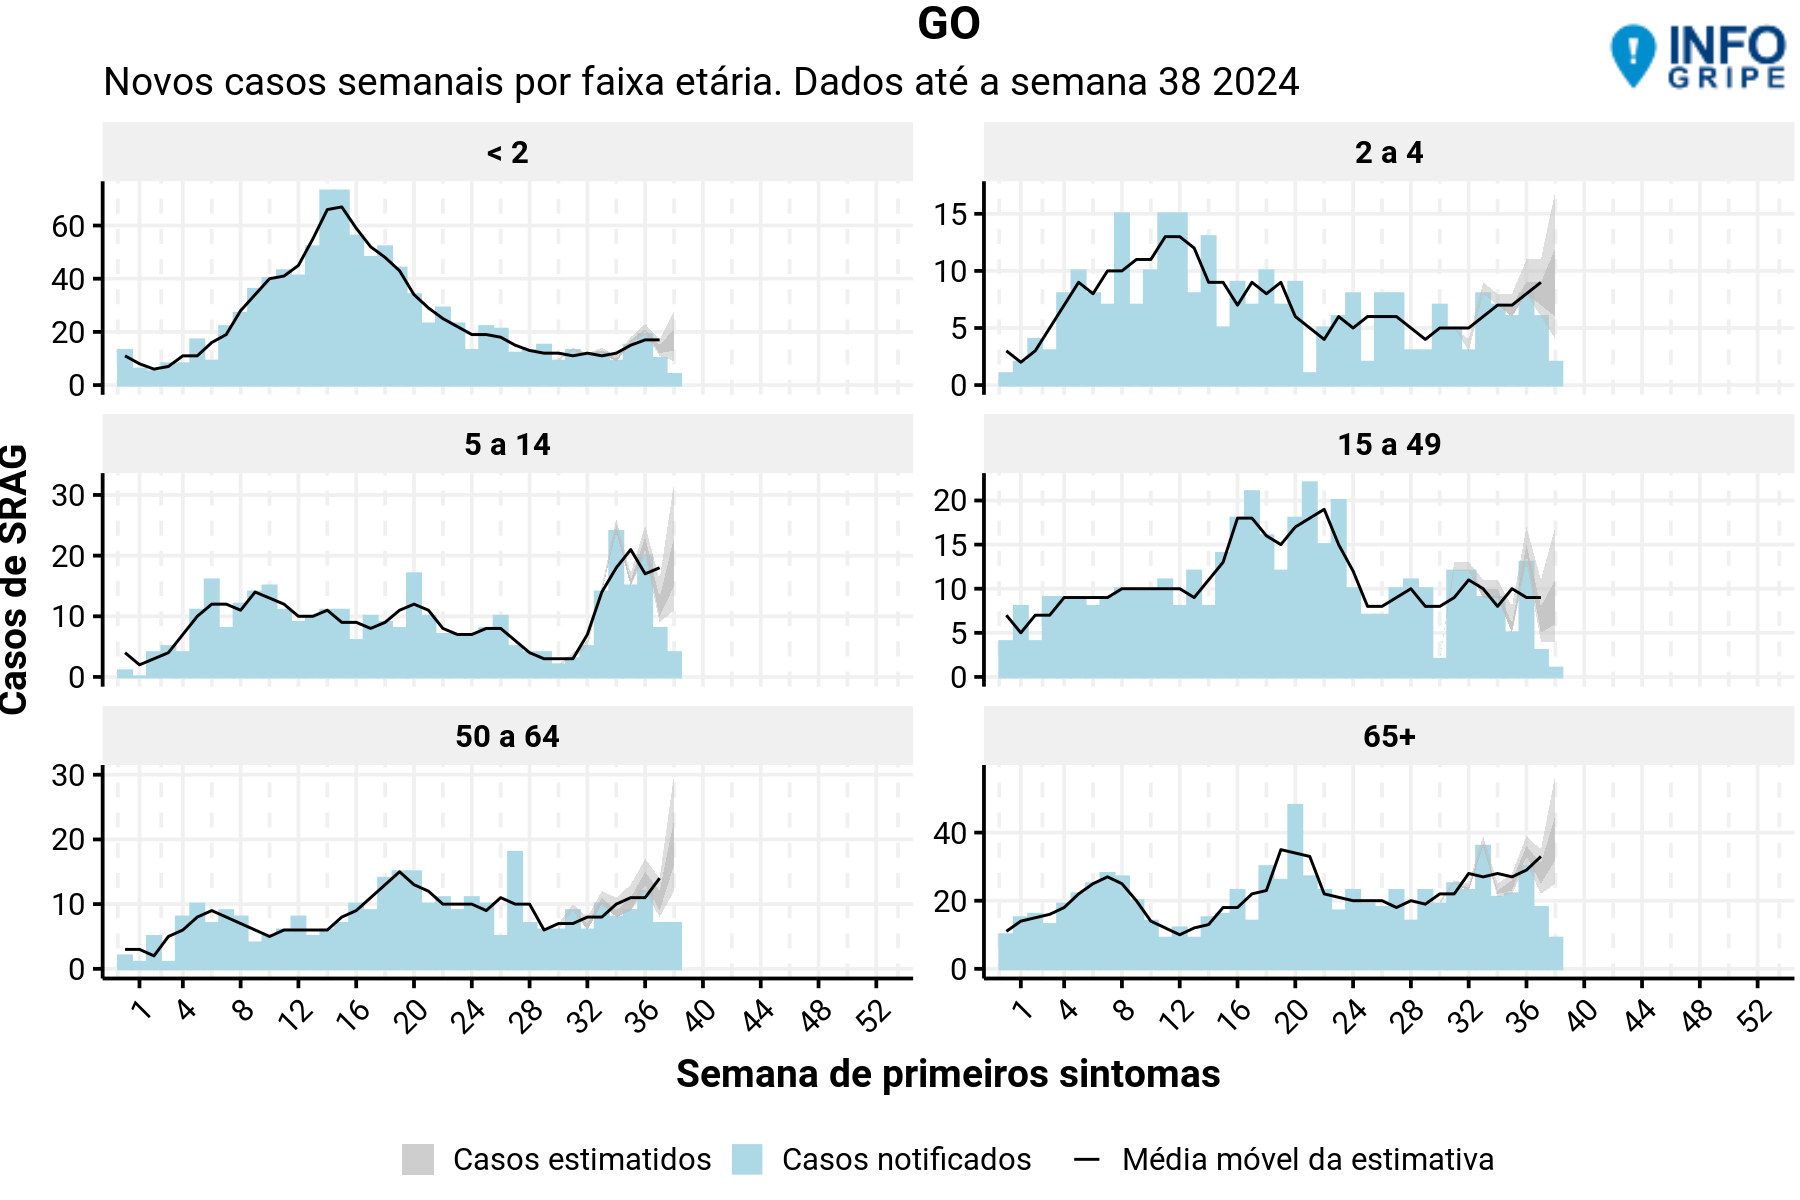 GO
INFO
GRIPE
Novos casos semanais por faixa etária. Dados até a semana 38 2024
< 2
2 a 4
60
40
20
0
15
10
5
0
5 a 14
15 a 49
30
20
10
0
20
15
10
5
0
50 a 64
65+
30
20
10
0
40
20
0
1 4 8 12 16 20 24 28 32 36 40 44 48 52
1 4 8 12 16 20 24 28 32 36 40 44 48 52
Casos de SRAG
Semana de primeiros sintomas
Casos estimatidos
Casos notificados
Média móvel da estimativa